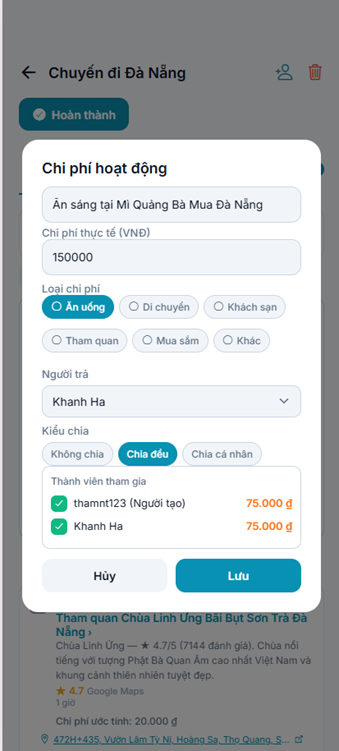 Chuyến đi Đà Nẵng
Hoàn thành
Chi phí hoạt động
Ăn sáng tại Mì Quảng Bà Mua Đà Nẵng
Chi phí thực tế (VNĐ)
150000
Loại chi phí
Ăn uống
Di chuyển
Khách sạn
Tham quan
Mua sắm
Khác
Người trả
Khanh Ha
Kiểu chia
Không chia
Chia đều
Chia cá nhân
Thành viên tham gia
thamnt123 (Người tạo) 75.000 ₫
Khanh Ha 75.000 ₫
Hủy
Lưu
Tham quan Chùa Linh Ứng Bãi Bụt Sơn Trà Đà
Nẵng ›
Chùa Linh Ứng — ★ 4.7/5 (7144 đánh giá). Chùa nổi
tiếng với tượng Phật Bà Quan Âm cao nhất Việt Nam và
khung cảnh thiên nhiên tuyệt đẹp.
★ 4.7 Google Maps
1 giờ
Chi phí ước tính: 20.000 ₫
472H+435, Vườn Lâm Tỳ Ni, Hoàng Sa, Thọ Quang, S...